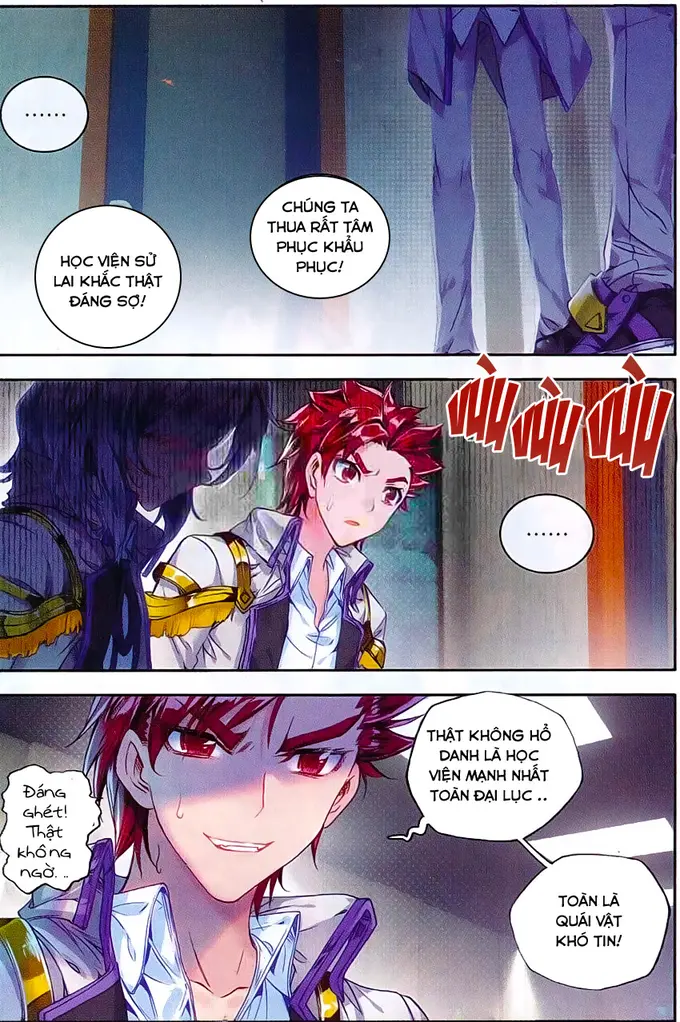 ......
CHÚNG TA
THUA RẤT TÂM
PHỤC KHẨU
PHỤC!
HỌC VIỆN SỬ
LAI KHẮC THẬT
ĐÁNG SỢ!
VÙÙ VÙÙ VÙÙ
......
THẬT KHÔNG HỔ
DANH LÀ HỌC
VIỆN MẠNH NHẤT
TOÀN ĐẠI LỤC ..
Đáng
ghét!
Thật
không
ngờ. ..
TOÀN LÀ
QUÁI VẬT
KHÓ TIN!